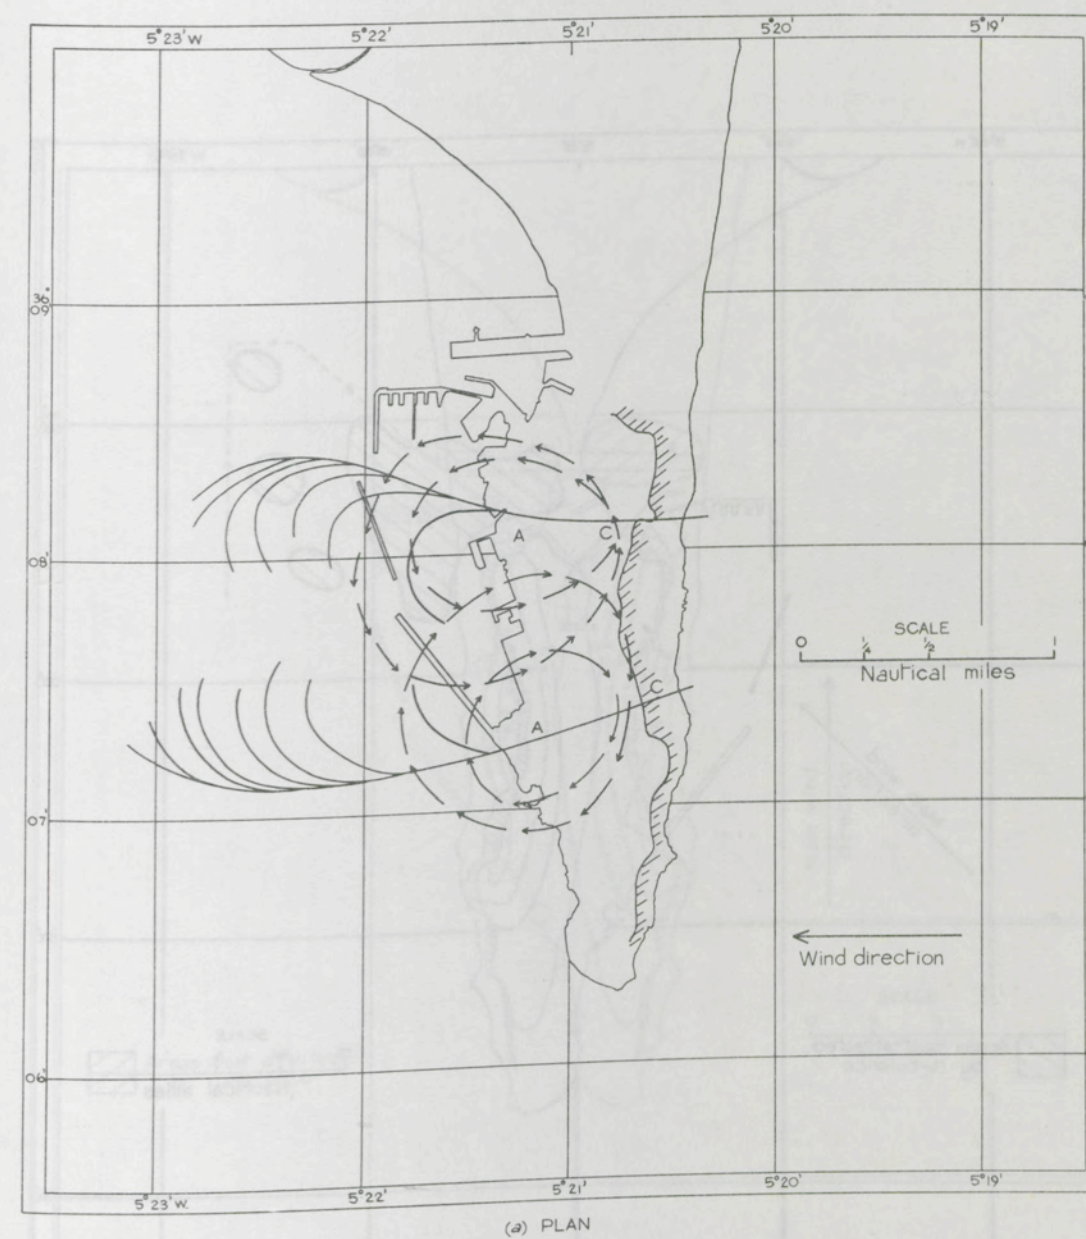 5°23'W 5°22' 5°21' 5°20' 5°19'
36°
09'
08'
A C
SCALE
0 ¼ ½ 1
Nautical miles
C
A
07'
Wind direction
06'
5°23'W. 5°22' 5°21' 5°20' 5°19'
(a) PLAN